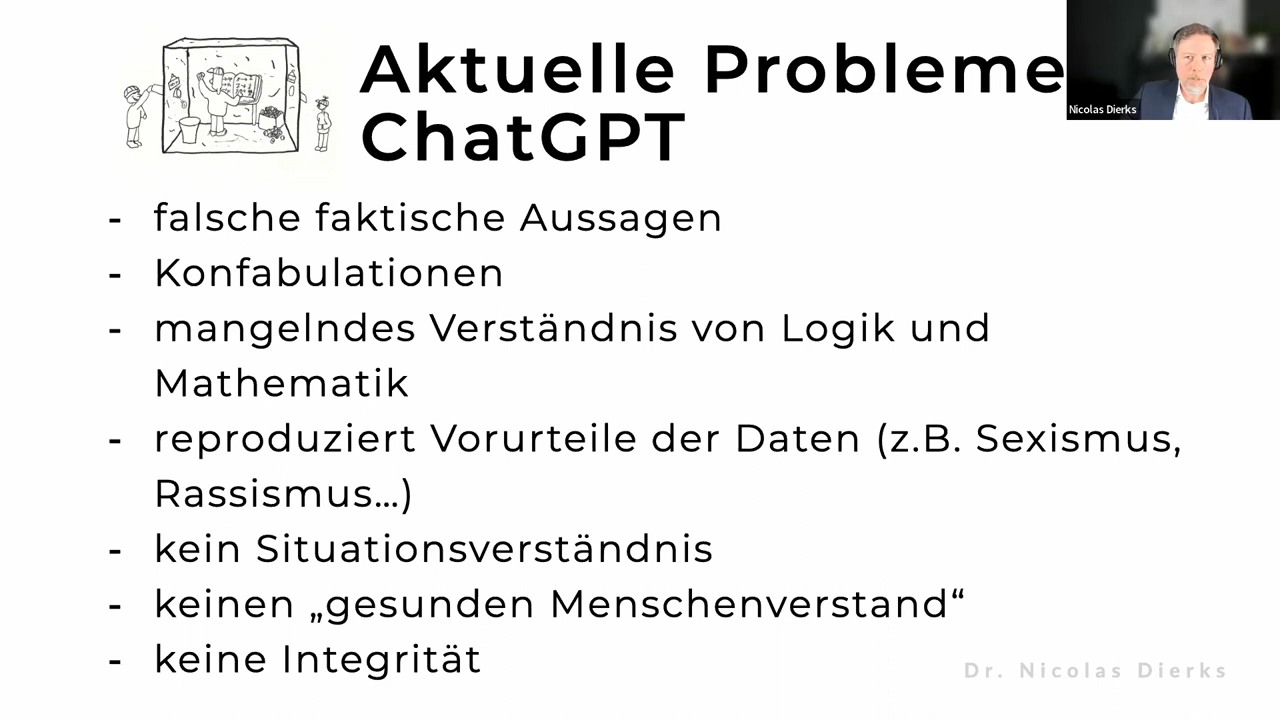 Aktuelle Probleme
ChatGPT
Nicolas Dierks
- falsche faktische Aussagen
- Konfabulationen
- mangelndes Verständnis von Logik und
Mathematik
- reproduziert Vorurteile der Daten (z.B. Sexismus,
Rassismus...)
- kein Situationsverständnis
- keinen „gesunden Menschenverstand“
- keine Integrität
Dr. Nicolas Dierks